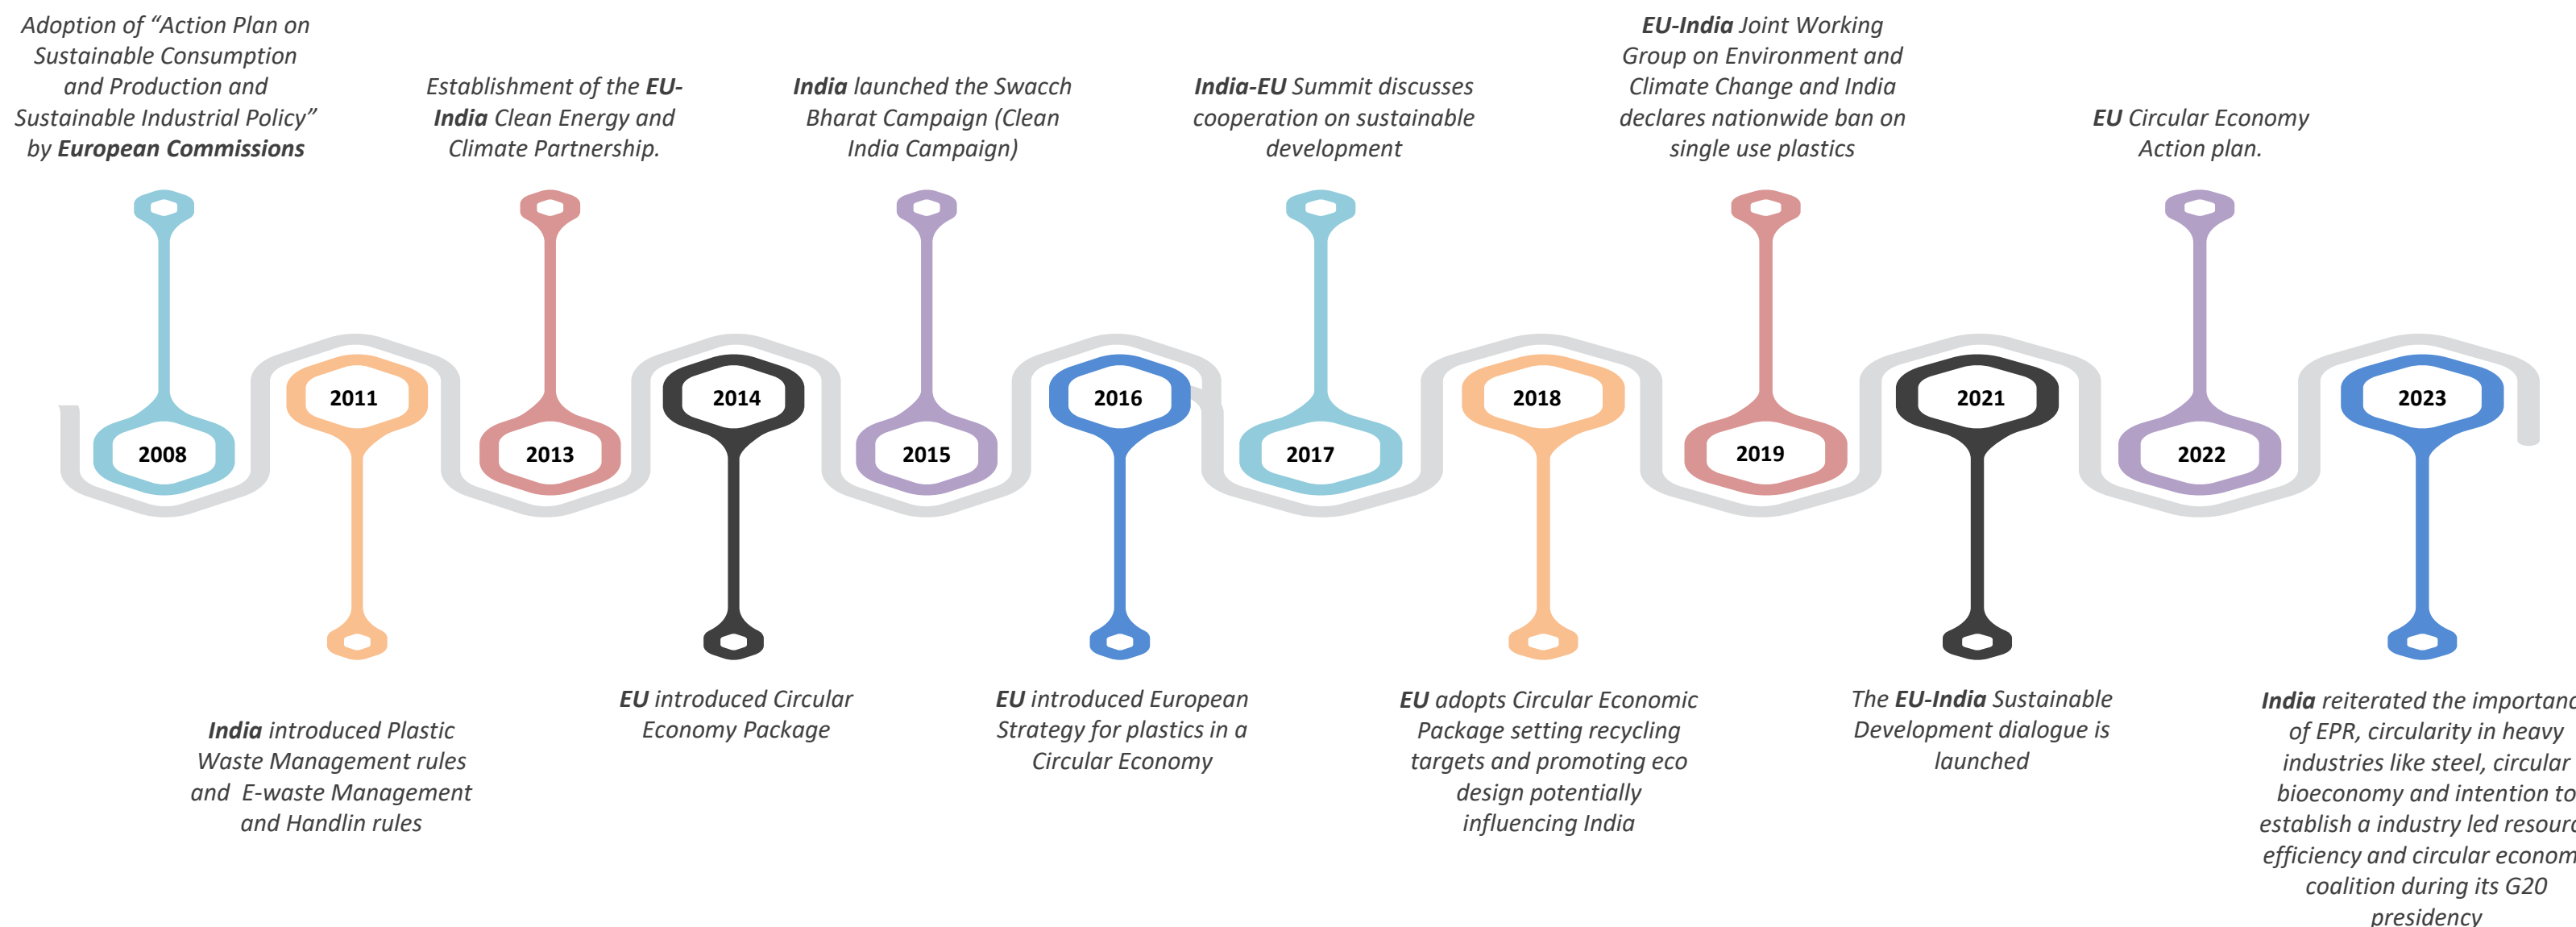 Adoption of “Action Plan on
Sustainable Consumption
and Production and
Sustainable Industrial Policy”
by European Commissions
Establishment of the EU-
India Clean Energy and
Climate Partnership.
India launched the Swacch
Bharat Campaign (Clean
India Campaign)
India-EU Summit discusses
cooperation on sustainable
development
EU-India Joint Working
Group on Environment and
Climate Change and India
declares nationwide ban on
single use plastics
EU Circular Economy
Action plan.
2008
2011
2013
2014
2015
2016
2017
2018
2019
2021
2022
2023
India introduced Plastic
Waste Management rules
and E-waste Management
and Handlin rules
EU introduced Circular
Economy Package
EU introduced European
Strategy for plastics in a
Circular Economy
EU adopts Circular Economic
Package setting recycling
targets and promoting eco
design potentially
influencing India
The EU-India Sustainable
Development dialogue is
launched
India reiterated the
of EPR, circularity in heavy
industries like steel, circular
bioeconomy and intention to
establish a industry led
efficiency and circular
coalition during its G20
presidency